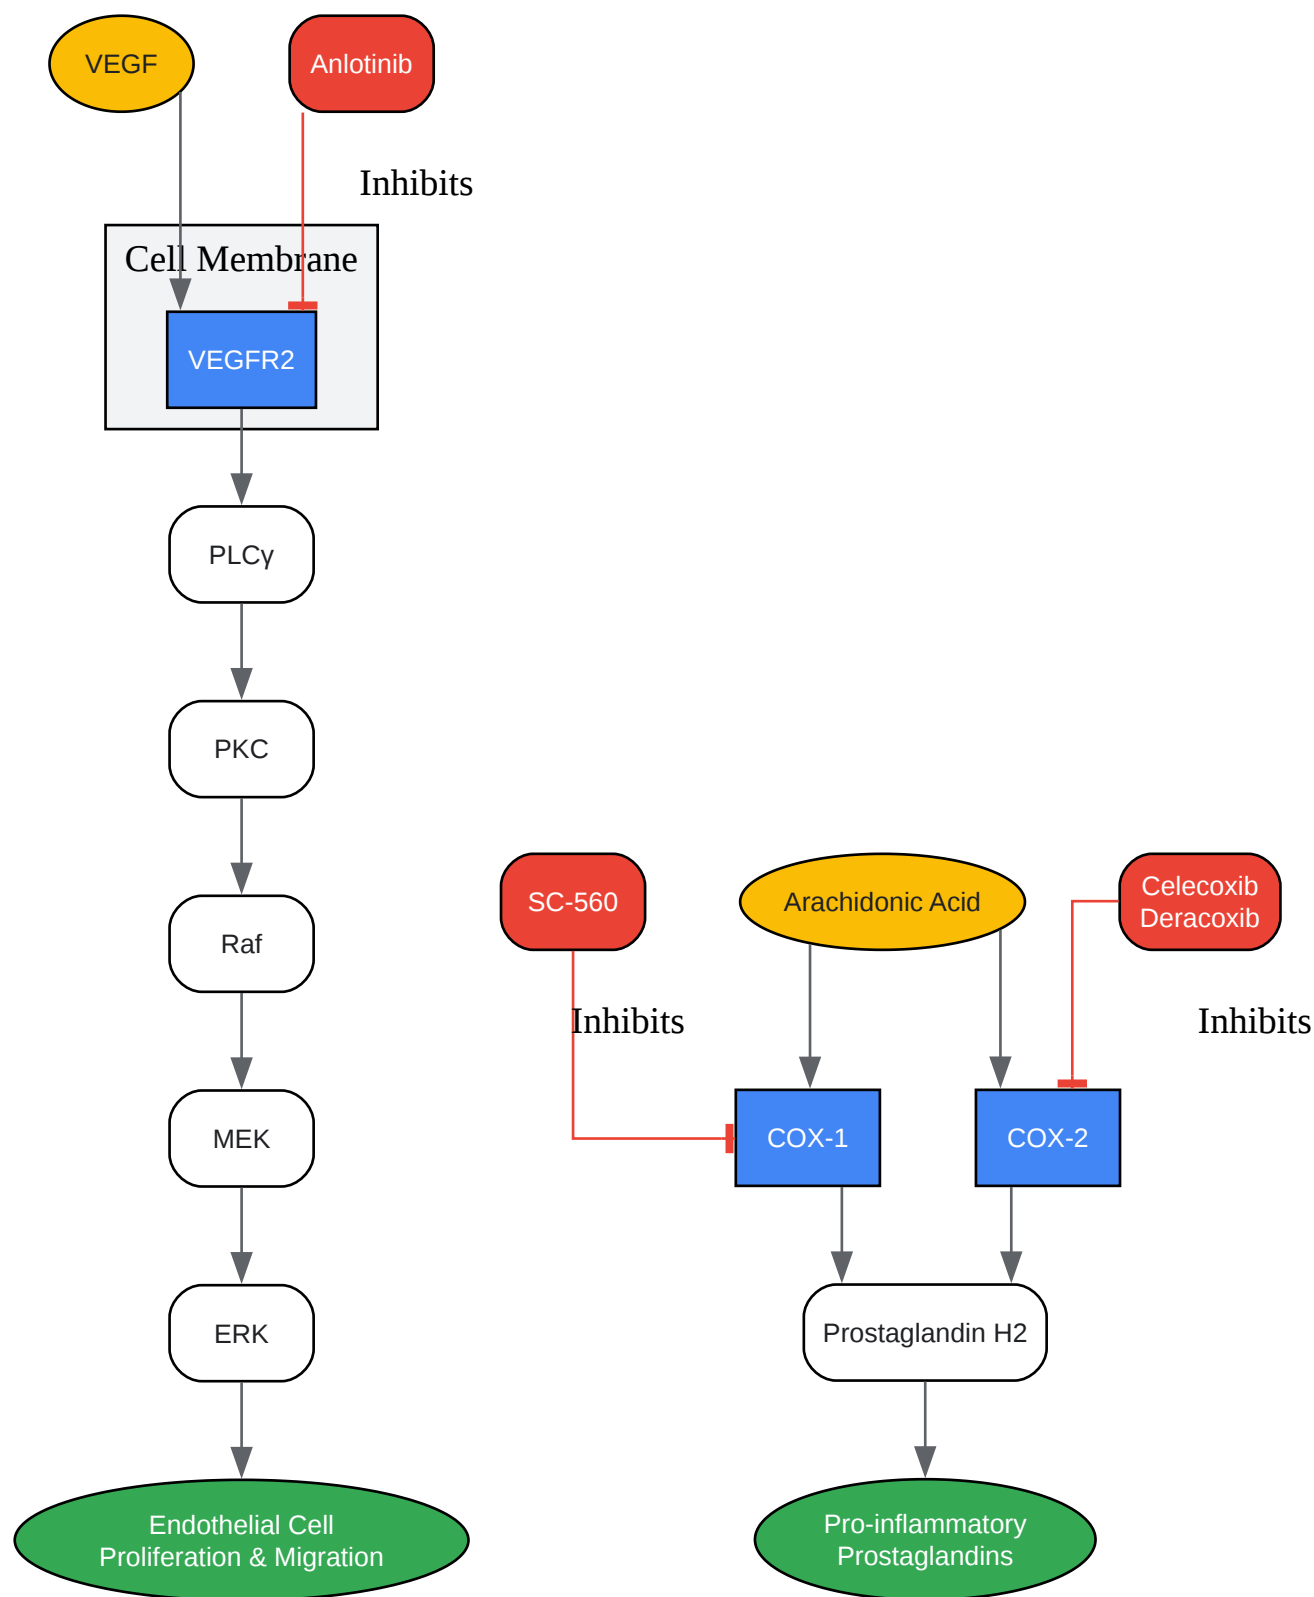 VEGF
Anlotinib
Inhibits
Cell Membrane
VEGFR2
PLCγ
PKC
Raf
MEK
ERK
Endothelial Cell
Proliferation & Migration
SC-560
Arachidonic Acid
Celecoxib
Deracoxib
Inhibits
Inhibits
COX-1
COX-2
Prostaglandin H2
Pro-inflammatory
Prostaglandins